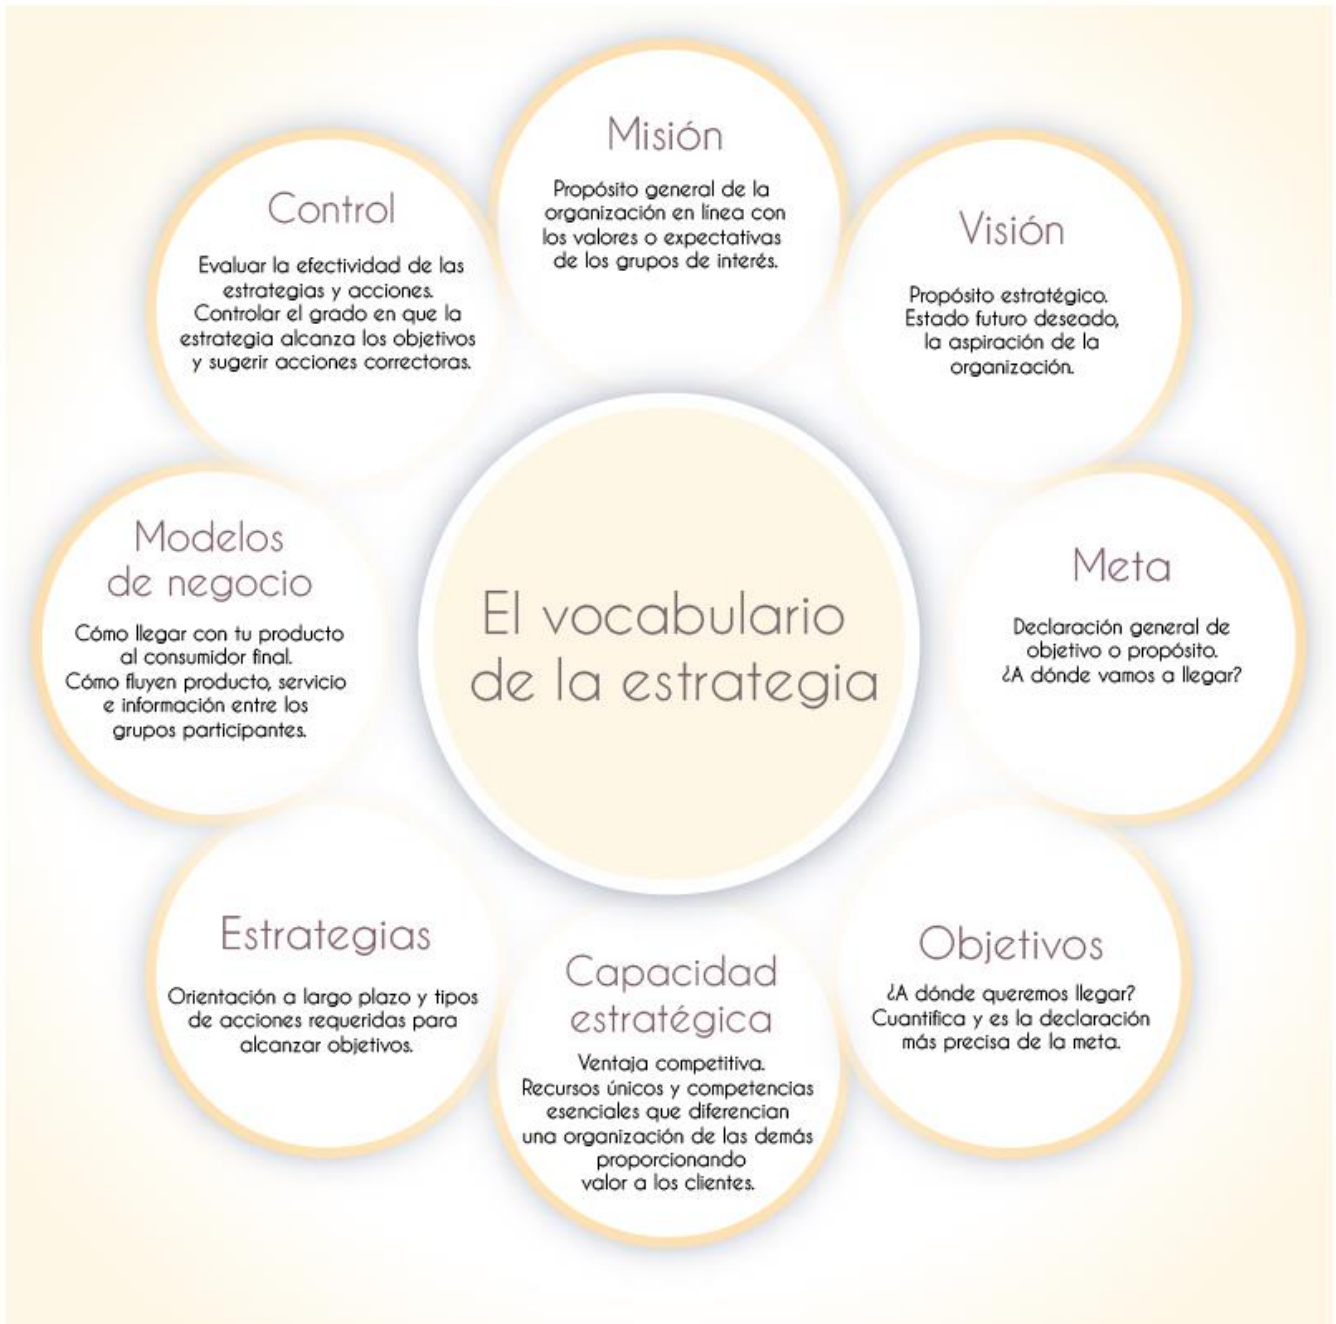 El vocabulario
de la estrategia
Misión
Propósito general de la
organización en línea con
los valores o expectativas
de los grupos de interés.
Visión
Propósito estratégico.
Estado futuro deseado,
la aspiración de la
organización.
Meta
Declaración general de
objetivo o propósito.
¿A dónde vamos a llegar?
Objetivos
¿A dónde queremos llegar?
Cuantifica y es la declaración
más precisa de la meta.
Capacidad
estratégica
Ventaja competitiva.
Recursos únicos y competencias
esenciales que diferencian
una organización de las demás
proporcionando
valor a los clientes.
Estrategias
Orientación a largo plazo y tipos
de acciones requeridas para
alcanzar objetivos.
Modelos
de negocio
Cómo llegar con tu producto
al consumidor final.
Cómo fluyen producto, servicio
e información entre los
grupos participantes.
Control
Evaluar la efectividad de las
estrategias y acciones.
Controlar el grado en que la
estrategia alcanza los objetivos
y sugerir acciones correctoras.